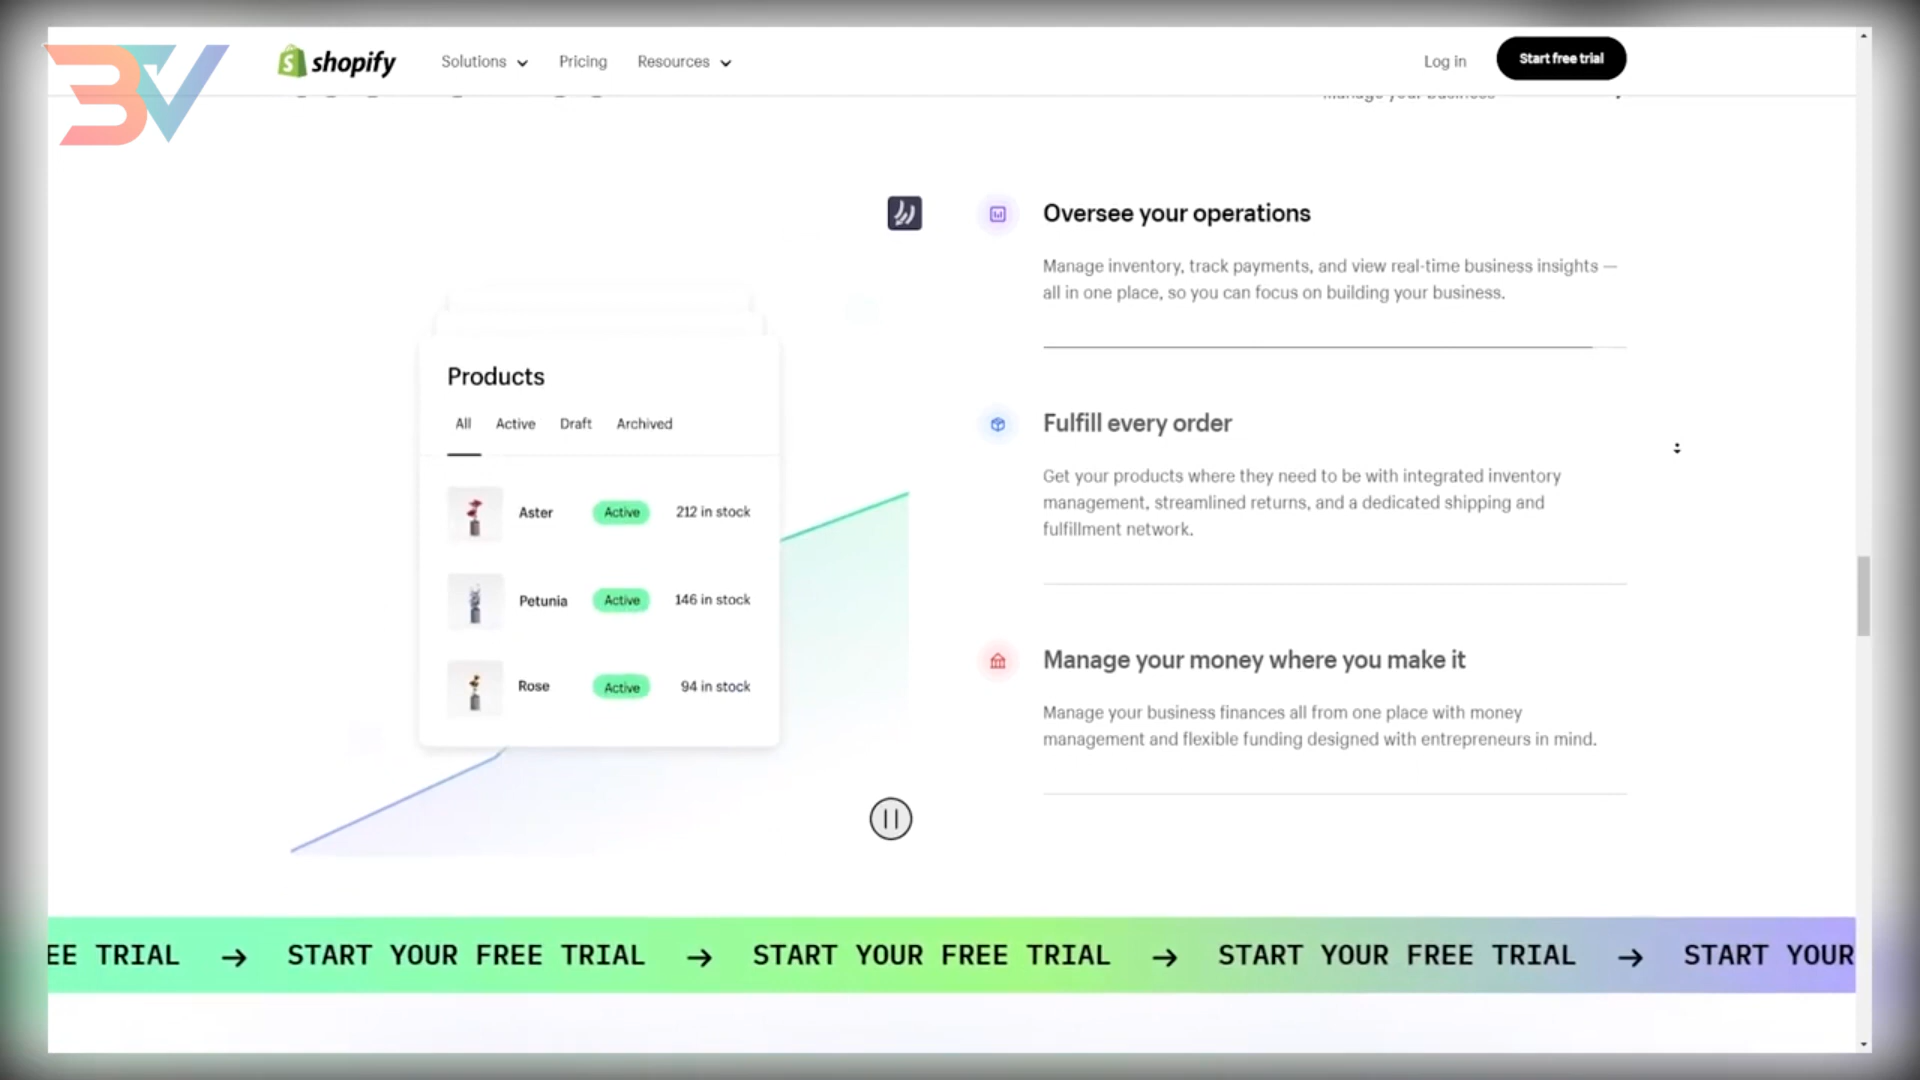 3V
shopify
Solutions
Pricing
Resources
Log in
Start free trial
Manage your business
Oversee your operations
Manage inventory, track payments, and view real-time business insights —
all in one place, so you can focus on building your business.
Products
All
Active
Draft
Archived
Aster
Active
212 in stock
Petunia
Active
146 in stock
Rose
Active
94 in stock
Fulfill every order
Get your products where they need to be with integrated inventory
management, streamlined returns, and a dedicated shipping and
fulfillment network.
Manage your money where you make it
Manage your business finances all from one place with money
management and flexible funding designed with entrepreneurs in mind.
EE TRIAL → START YOUR FREE TRIAL → START YOUR FREE TRIAL → START YOUR FREE TRIAL → START YOUR